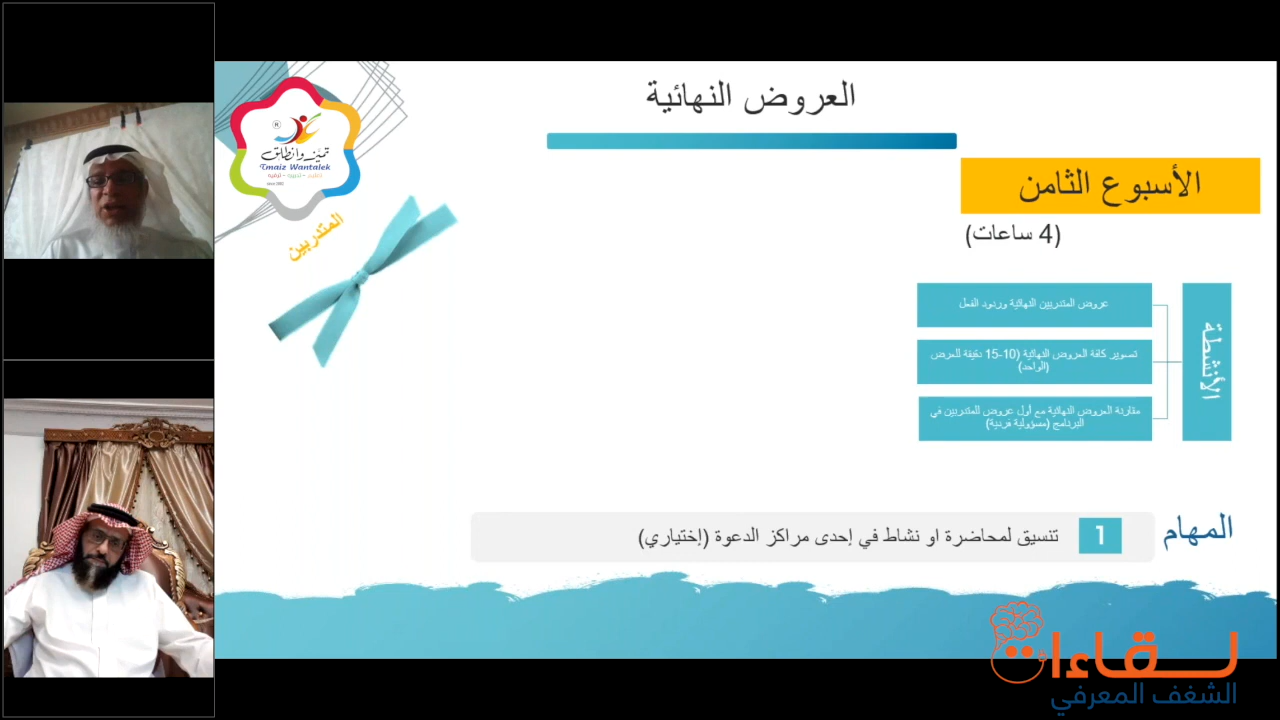 العروض النهائية
®
تميّز وانطلق
Tmaiz Wantalek
المتدربين
الأسبوع الثامن
(4 ساعات)
الأنشطة
عروض المتدربين النهائية وردود الفعل
تصوير كافة العروض النهائية (10-15 دقيقة للعرض
الواحد)
مقارنة العروض النهائية مع أول عروض للمتدربين في
البرنامج (مسؤولية فردية)
المهام
1
تنسيق لمحاضرة او نشاط في إحدى مراكز الدعوة (إختياري)
لـقاءات
الشغف المعرفي